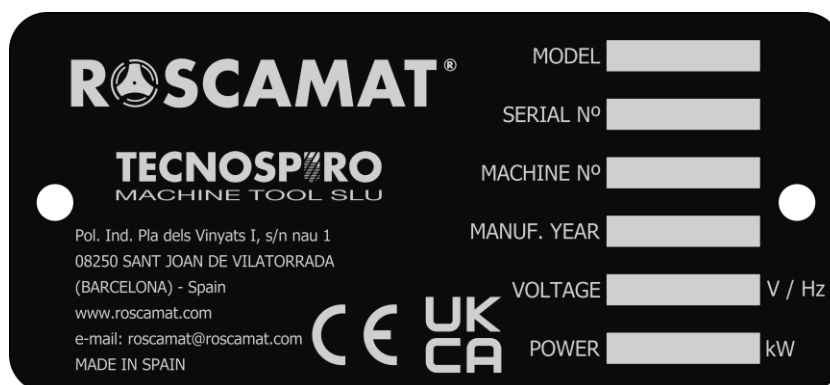 ROSCAMAT®
TECNOSPIRO
MACHINE TOOL SLU
Pol. Ind. Pla dels Vinyats I, s/n nau 1
08250 SANT JOAN DE VILATORRADA
(BARCELONA) - Spain
www.roscamat.com
e-mail: roscamat@roscamat.com
MADE IN SPAIN
CE
UK
CA
MODEL
SERIAL Nº
MACHINE Nº
MANUF. YEAR
VOLTAGE V / Hz
POWER kW